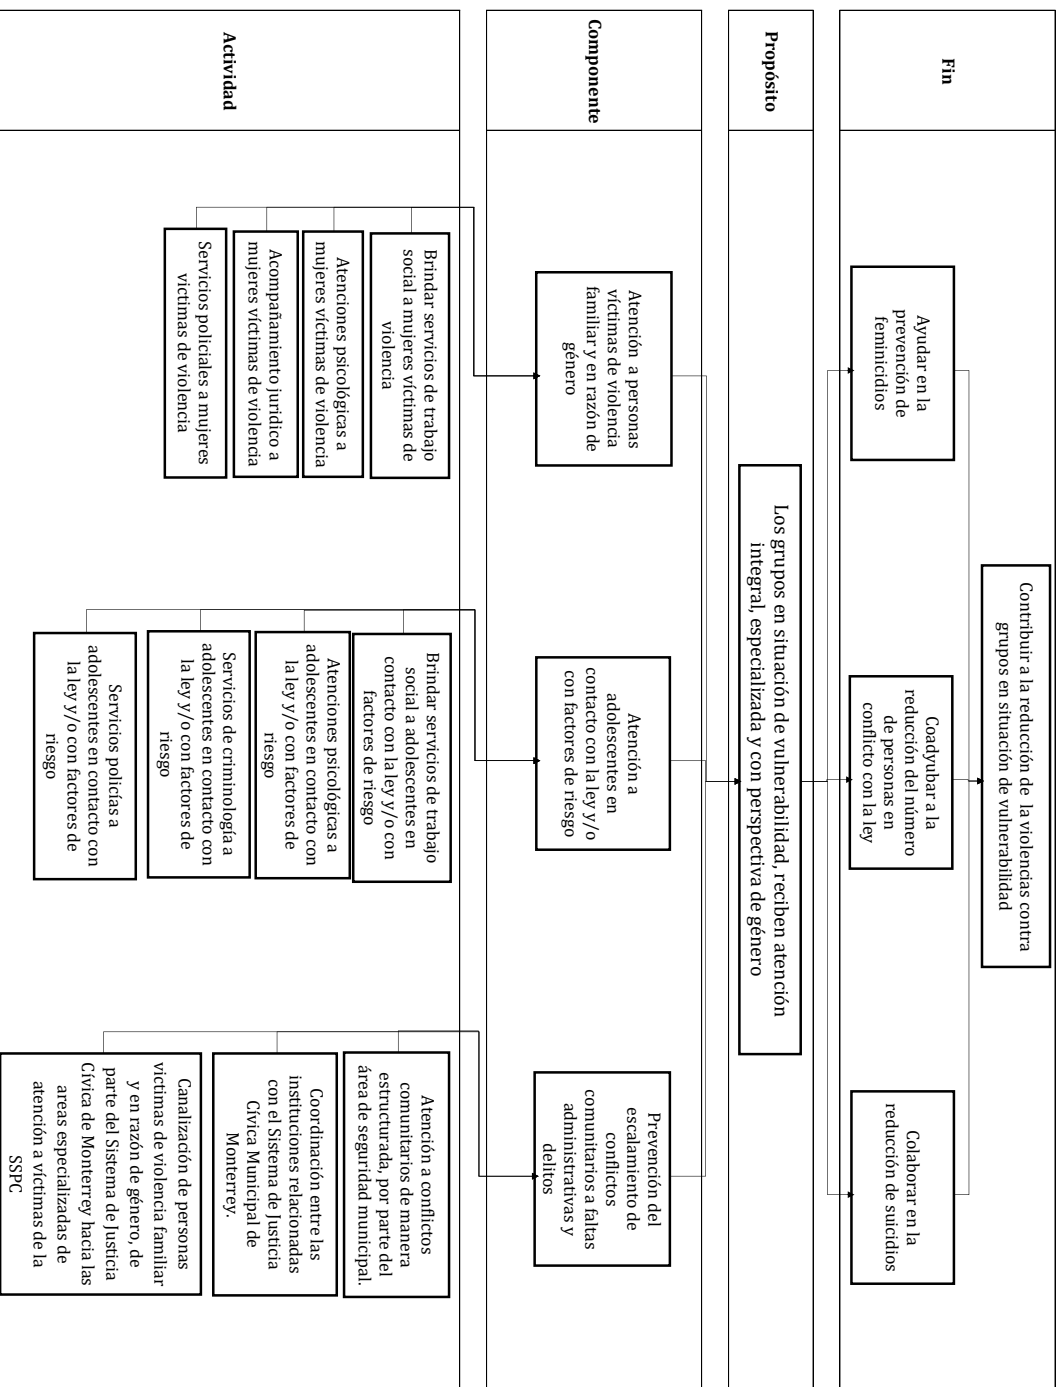 Fin
Contribuir a la reducción de la violencias contra
grupos en situación de vulnerabilidad
Ayudar en la
prevención de
feminicidios
Coadyubar a la
reducción del número
de personas en
conflicto con la ley
Colaborar en la
reducción de suicidios
Propósito
Los grupos en situación de vulnerabilidad, reciben atención
integral, especializada y con perspectiva de género
Componente
Atención a personas
víctimas de violencia
familiar y en razón de
género
Atención a
adolescentes en
contacto con la ley y/o
con factores de riesgo
Prevención del
escalamiento de
conflictos
comunitarios a faltas
administrativas y
delitos
Actividad
Brindar servicios de trabajo
social a mujeres víctimas de
violencia
Atenciones psicológicas a
mujeres víctimas de violencia
Acompañamiento juridico a
mujeres víctimas de violencia
Servicios policiales a mujeres
victimas de violencia
Brindar servicios de trabajo
social a adolescentes en
contacto con la ley y/o con
factores de riesgo
Atenciones psicológicas a
adolescentes en contacto con
la ley y/o con factores de
riesgo
Servicios de criminología a
adolescentes en contacto con
la ley y/o con factores de
riesgo
Servicios policías a
adolescentes en contacto con
la ley y/o con factores de
riesgo
Atención a conflictos
comunitarios de manera
estructurada, por parte del
área de seguridad municipal.
Coordinación entre las
instituciones relacionadas
con el Sistema de Justicia
Cívica Municipal de
Monterrey.
Canalización de personas
victimas de violencia familiar
y en razón de género, de
parte del Sistema de Justicia
Cívica de Monterrey hacia las
areas especializadas de
atención a víctimas de la
SSPC